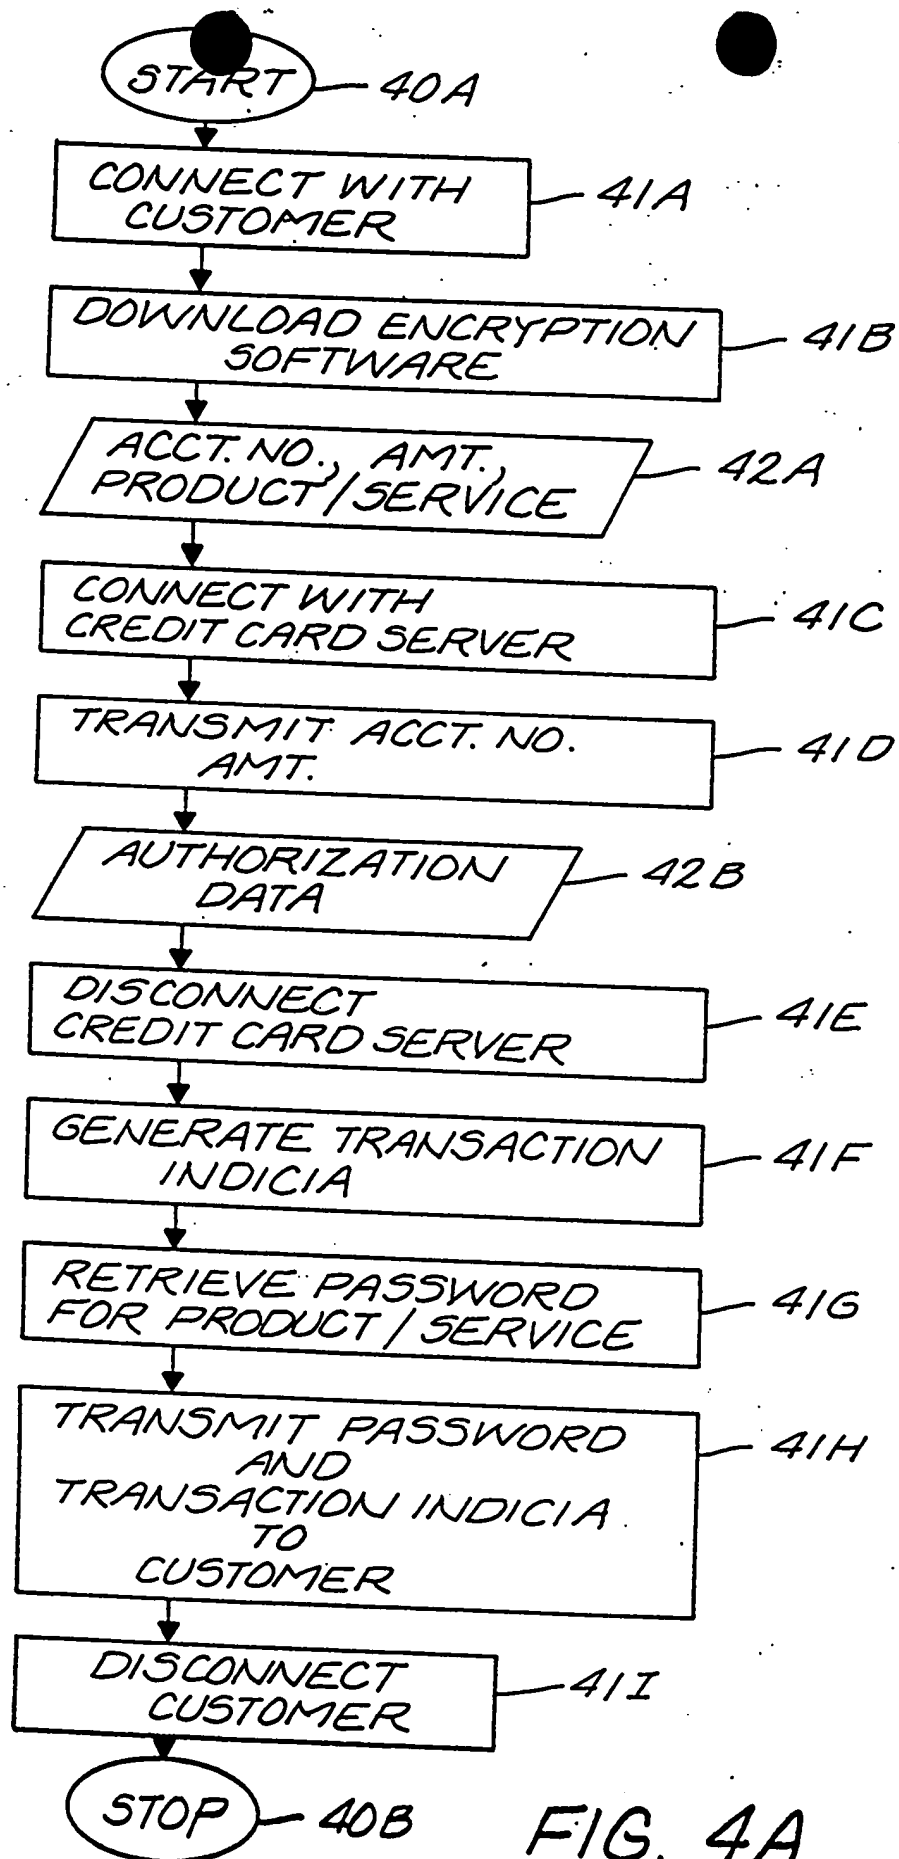 START
40A
CONNECT WITH
CUSTOMER
41A
DOWNLOAD ENCRYPTION
SOFTWARE
41B
ACCT. NO., AMT.,
PRODUCT/SERVICE
42A
CONNECT WITH
CREDIT CARD SERVER
41C
TRANSMIT ACCT. NO.
AMT.
41D
AUTHORIZATION
DATA
42B
DISCONNECT
CREDIT CARD SERVER
41E
GENERATE TRANSACTION
INDICIA
41F
RETRIEVE PASSWORD
FOR PRODUCT/SERVICE
41G
TRANSMIT PASSWORD
AND
TRANSACTION INDICIA
TO
CUSTOMER
41H
DISCONNECT
CUSTOMER
41I
STOP
40B
FIG. 4A